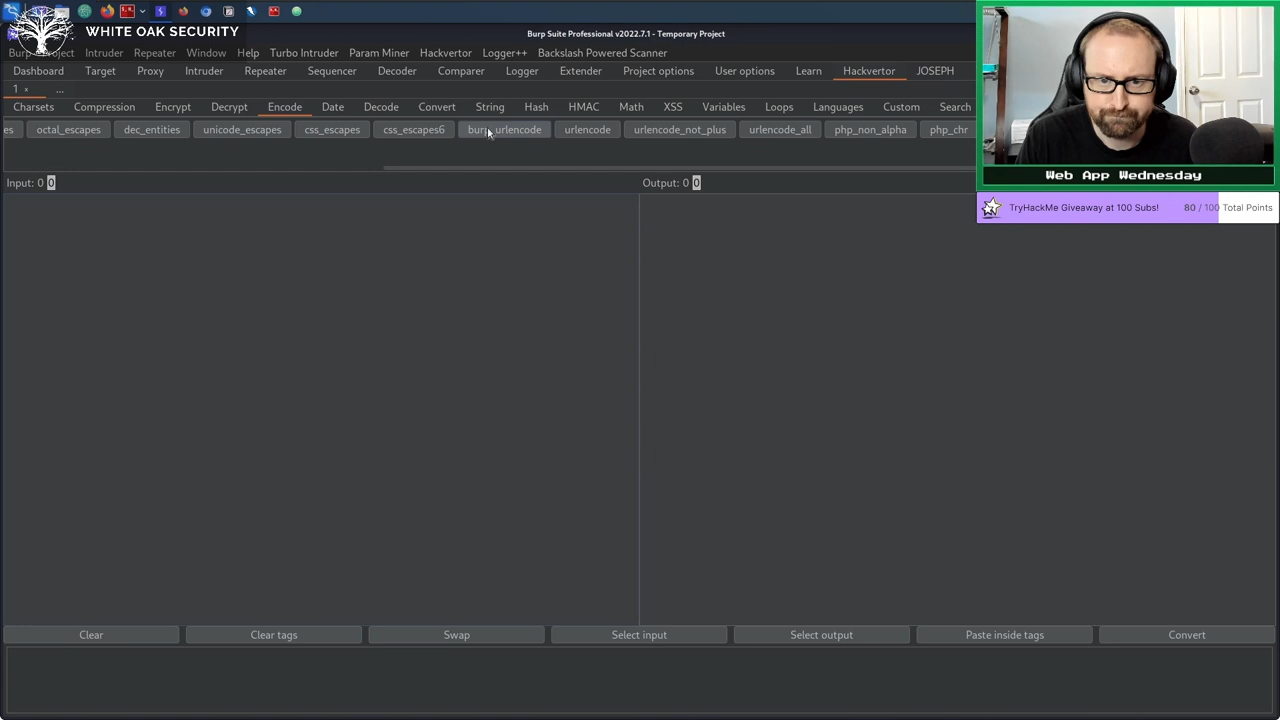 WHITE OAK SECURITY
Burp Suite Professional v2022.7.1 - Temporary Project
Burp Project Intruder Repeater Window Help Turbo Intruder Param Miner Hackvertor Logger++ Backslash Powered Scanner
Dashboard Target Proxy Intruder Repeater Sequencer Decoder Comparer Logger Extender Project options User options Learn Hackvertor JOSEPH
1 × ...
Charsets Compression Encrypt Decrypt Encode Date Decode Convert String Hash HMAC Math XSS Variables Loops Languages Custom Search
es octal_escapes dec_entities unicode_escapes css_escapes css_escapes6 burp_urlencode urlencode urlencode_not_plus urlencode_all php_non_alpha php_chr
Web App Wednesday
Input: 0 0 Output: 0 0
TryHackMe Giveaway at 100 Subs! 80 / 100 Total Points
Clear Clear tags Swap Select input Select output Paste inside tags Convert